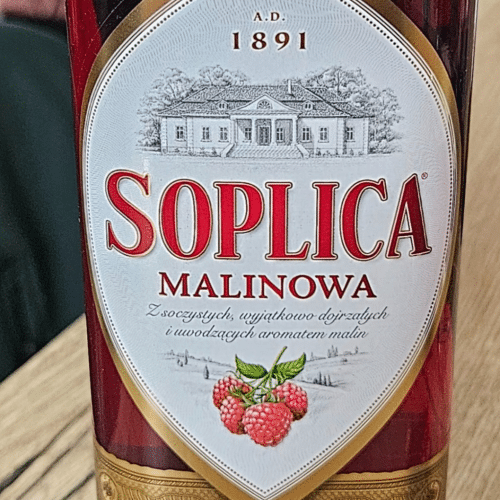 A.D.
1891
SOPLICA®
MALINOWA
Z soczystych, wyjątkowo dojrzałych
i uwodzących aromatem malin